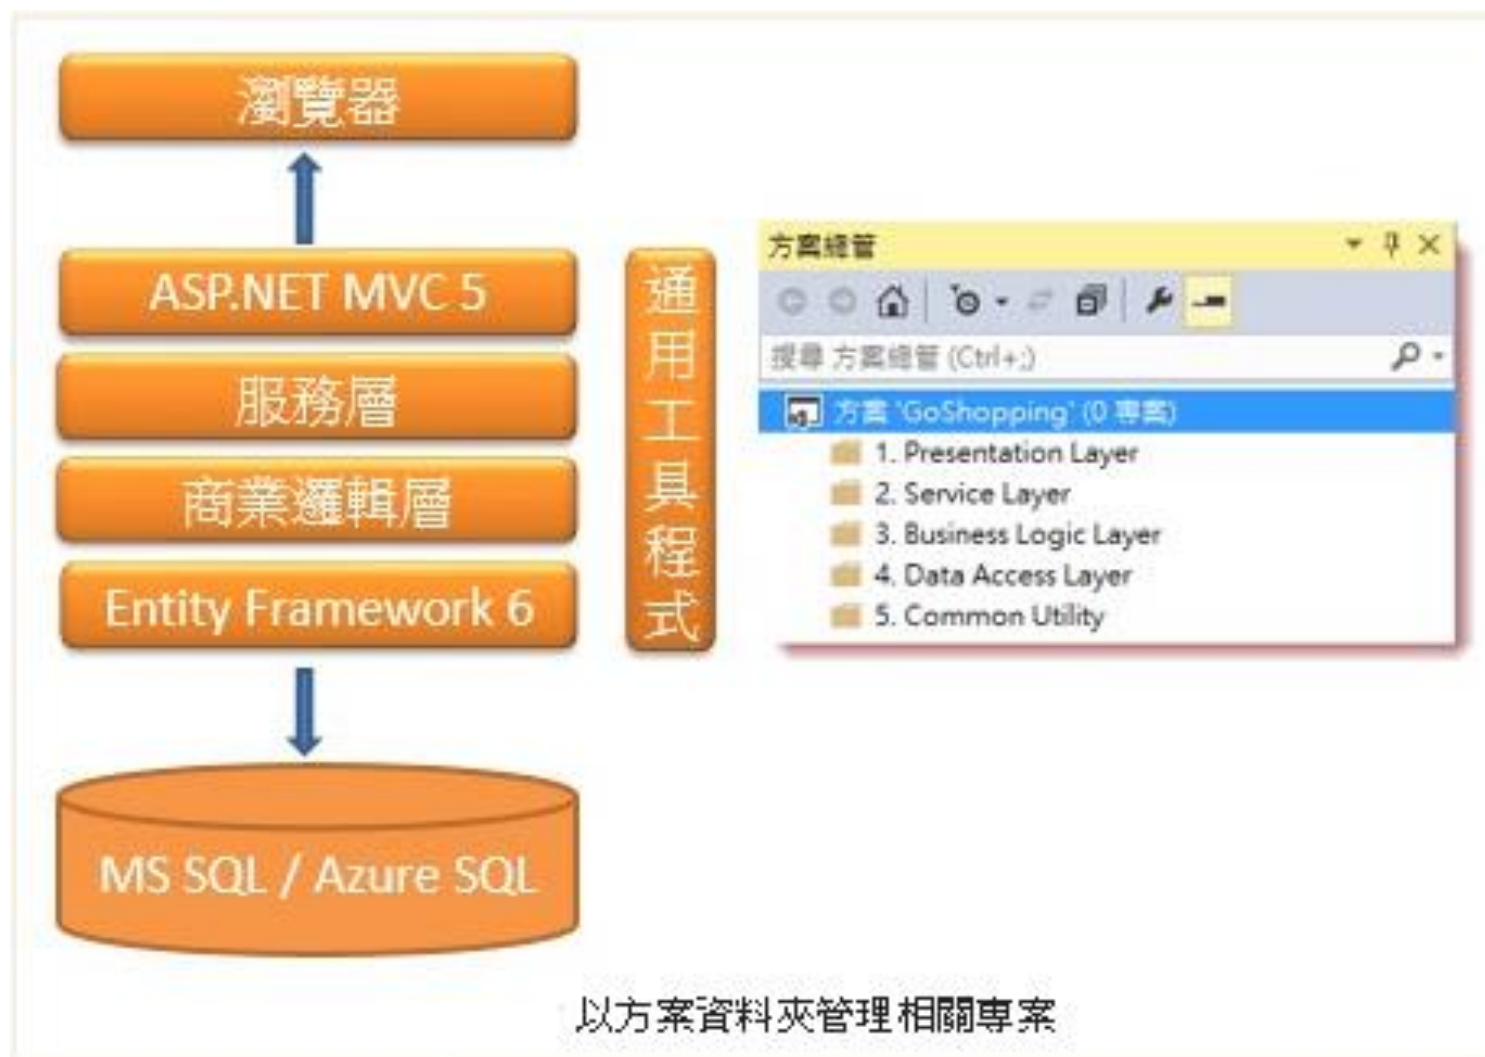 瀏覽器
ASP.NET MVC 5
服務層
商業邏輯層
Entity Framework 6
MS SQL / Azure SQL
通用工具程式
方案總管
搜尋 方案總管 (Ctrl+;)
方案 'GoShopping' (0 專案)
1. Presentation Layer
2. Service Layer
3. Business Logic Layer
4. Data Access Layer
5. Common Utility
以方案資料夾管理相關專案